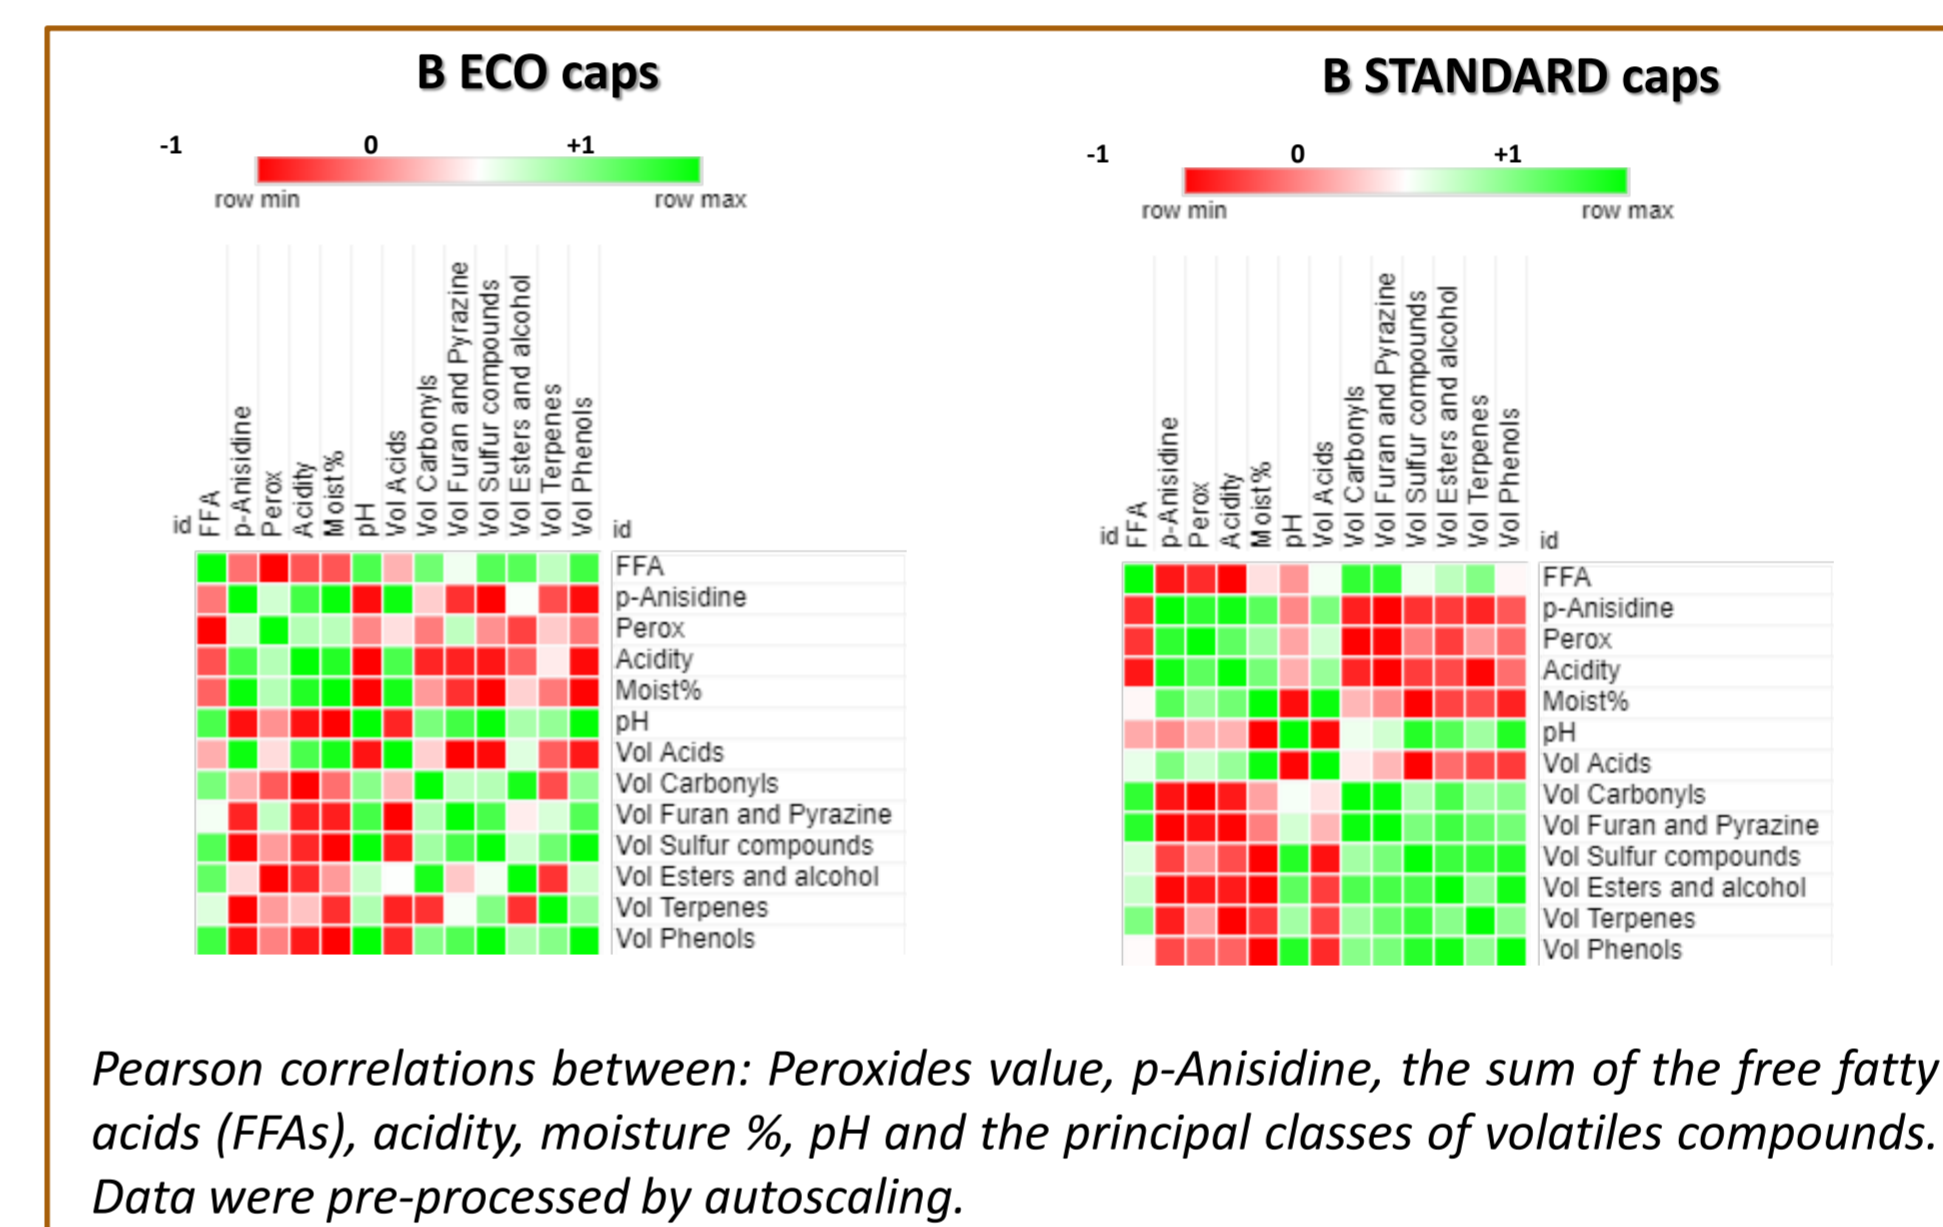 B ECO caps
-1 0 +1
row min row max
id FFA p-Anisidine Perox Acidity Moist% pH Vol Acids Vol Carbonyls Vol Furan and Pyrazine Vol Sulfur compounds Vol Esters and alcohol Vol Terpenes Vol Phenols id
FFA
p-Anisidine
Perox
Acidity
Moist%
pH
Vol Acids
Vol Carbonyls
Vol Furan and Pyrazine
Vol Sulfur compounds
Vol Esters and alcohol
Vol Terpenes
Vol Phenols
B STANDARD caps
-1 0 +1
row min row max
id FFA p-Anisidine Perox Acidity Moist% pH Vol Acids Vol Carbonyls Vol Furan and Pyrazine Vol Sulfur compounds Vol Esters and alcohol Vol Terpenes Vol Phenols id
FFA
p-Anisidine
Perox
Acidity
Moist%
pH
Vol Acids
Vol Carbonyls
Vol Furan and Pyrazine
Vol Sulfur compounds
Vol Esters and alcohol
Vol Terpenes
Vol Phenols
Pearson correlations between: Peroxides value, p-Anisidine, the sum of the free fatty
acids (FFAs), acidity, moisture %, pH and the principal classes of volatiles compounds.
Data were pre-processed by autoscaling.